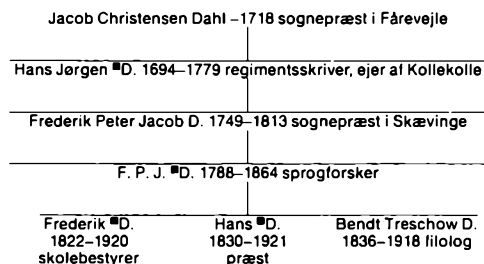 Jacob Christensen Dahl –1718 sognepræst i Fårevejle
Hans Jørgen ■D. 1694–1779 regimentsskriver, ejer af Kollekolle
Frederik Peter Jacob D. 1749–1813 sognepræst i Skævinge
F. P. J. ■D. 1788–1864 sprogforsker
Frederik ■D. Hans ■D. Bendt Treschow D.
1822–1920 1830–1921 1836–1918 filolog
skolebestyrer præst